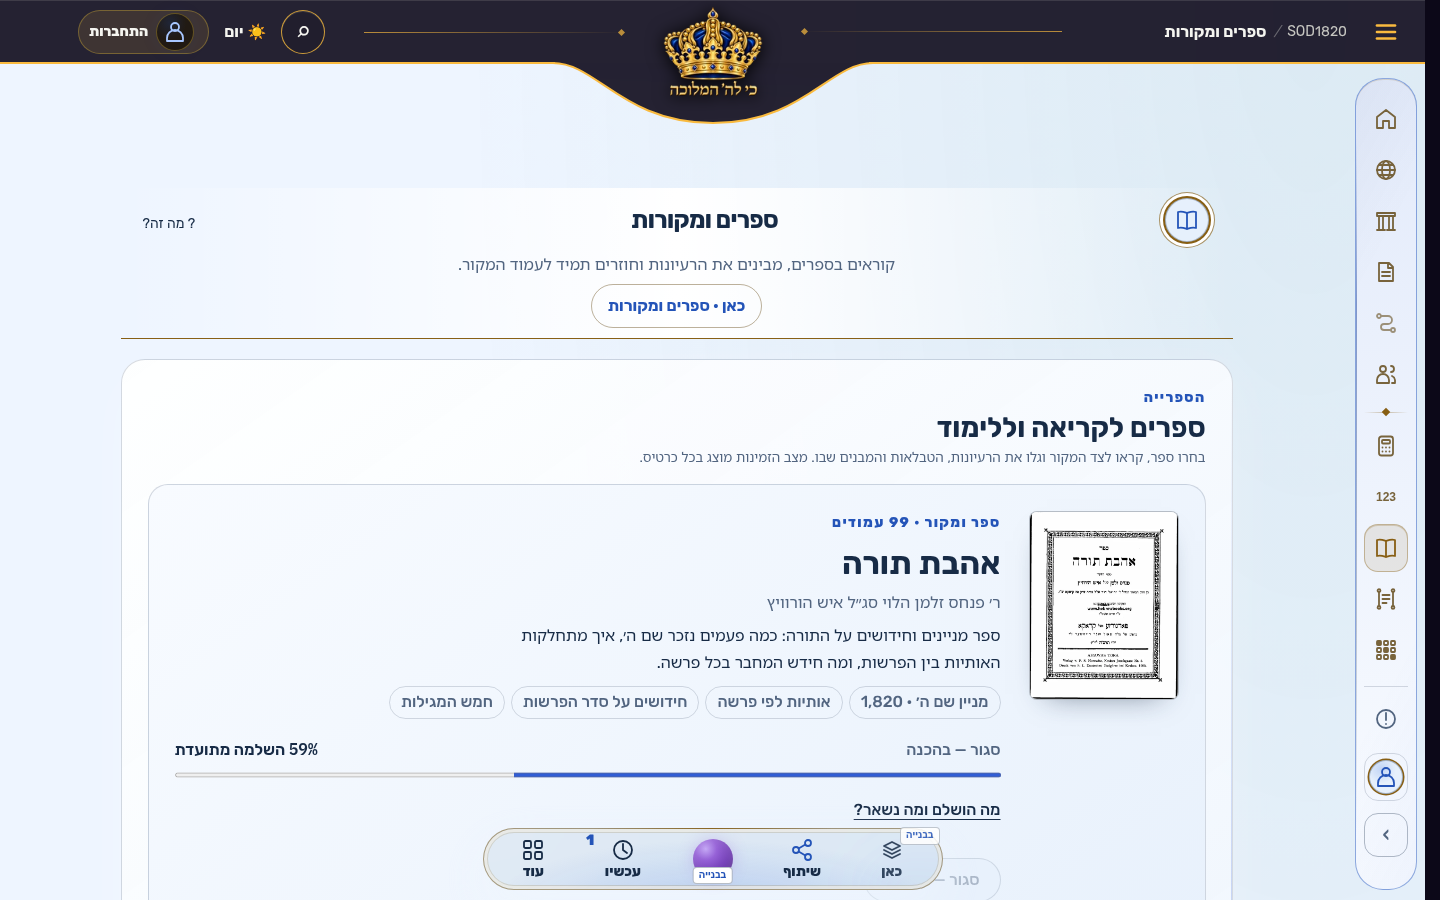 SOD1820 / ספרים ומקורות
כי לה' המלוכה
יום
התחברות
ספרים ומקורות
? מה זה?
קוראים בספרים, מבינים את הרעיונות וחוזרים תמיד לעמוד המקור.
כאן • ספרים ומקורות
הספרייה
ספרים לקריאה וללימוד
בחרו ספר, קראו לצד המקור וגלו את הרעיונות, הטבלאות והמבנים שבו. מצב הזמינות מוצג בכל כרטיס.
ספר
אהבת תורה
ספר ומקור • 99 עמודים
אהבת תורה
ר׳ פנחס זלמן הלוי סג״ל איש הורוויץ
ספר מניינים וחידושים על התורה: כמה פעמים נזכר שם ה׳, איך מתחלקות
האותיות בין הפרשות, ומה חידש המחבר בכל פרשה.
מניין שם ה׳ • 1,820
אותיות לפי פרשה
חידושים על סדר הפרשות
חמש המגילות
סגור – בהכנה
59% השלמה מתועדת
מה הושלם ומה נשאר?
סגור –
בבנייה
כאן
שיתוף
בבנייה
1
עכשיו
עוד
123